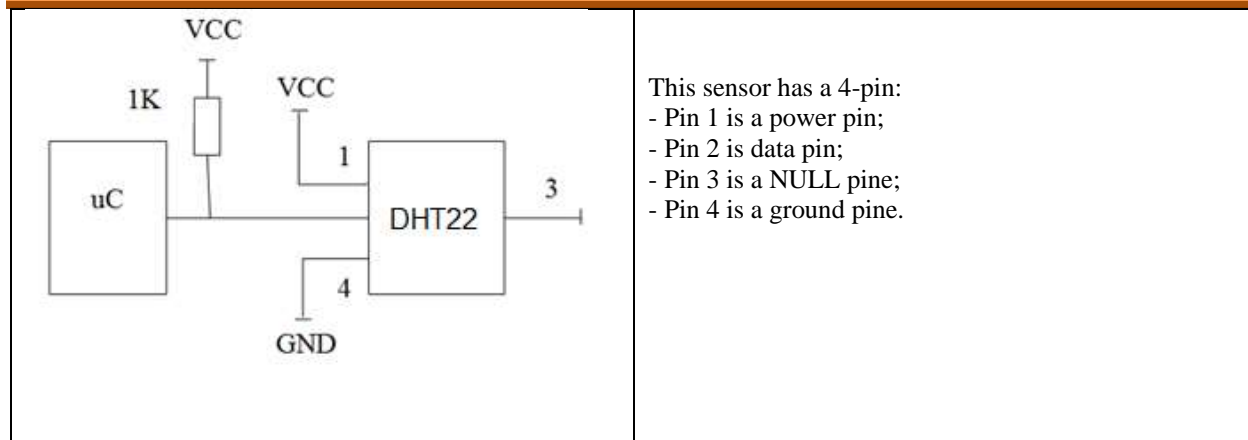 VCC
1K
VCC
1
uC
3
DHT22
4
GND
This sensor has a 4-pin:
- Pin 1 is a power pin;
- Pin 2 is data pin;
- Pin 3 is a NULL pine;
- Pin 4 is a ground pine.